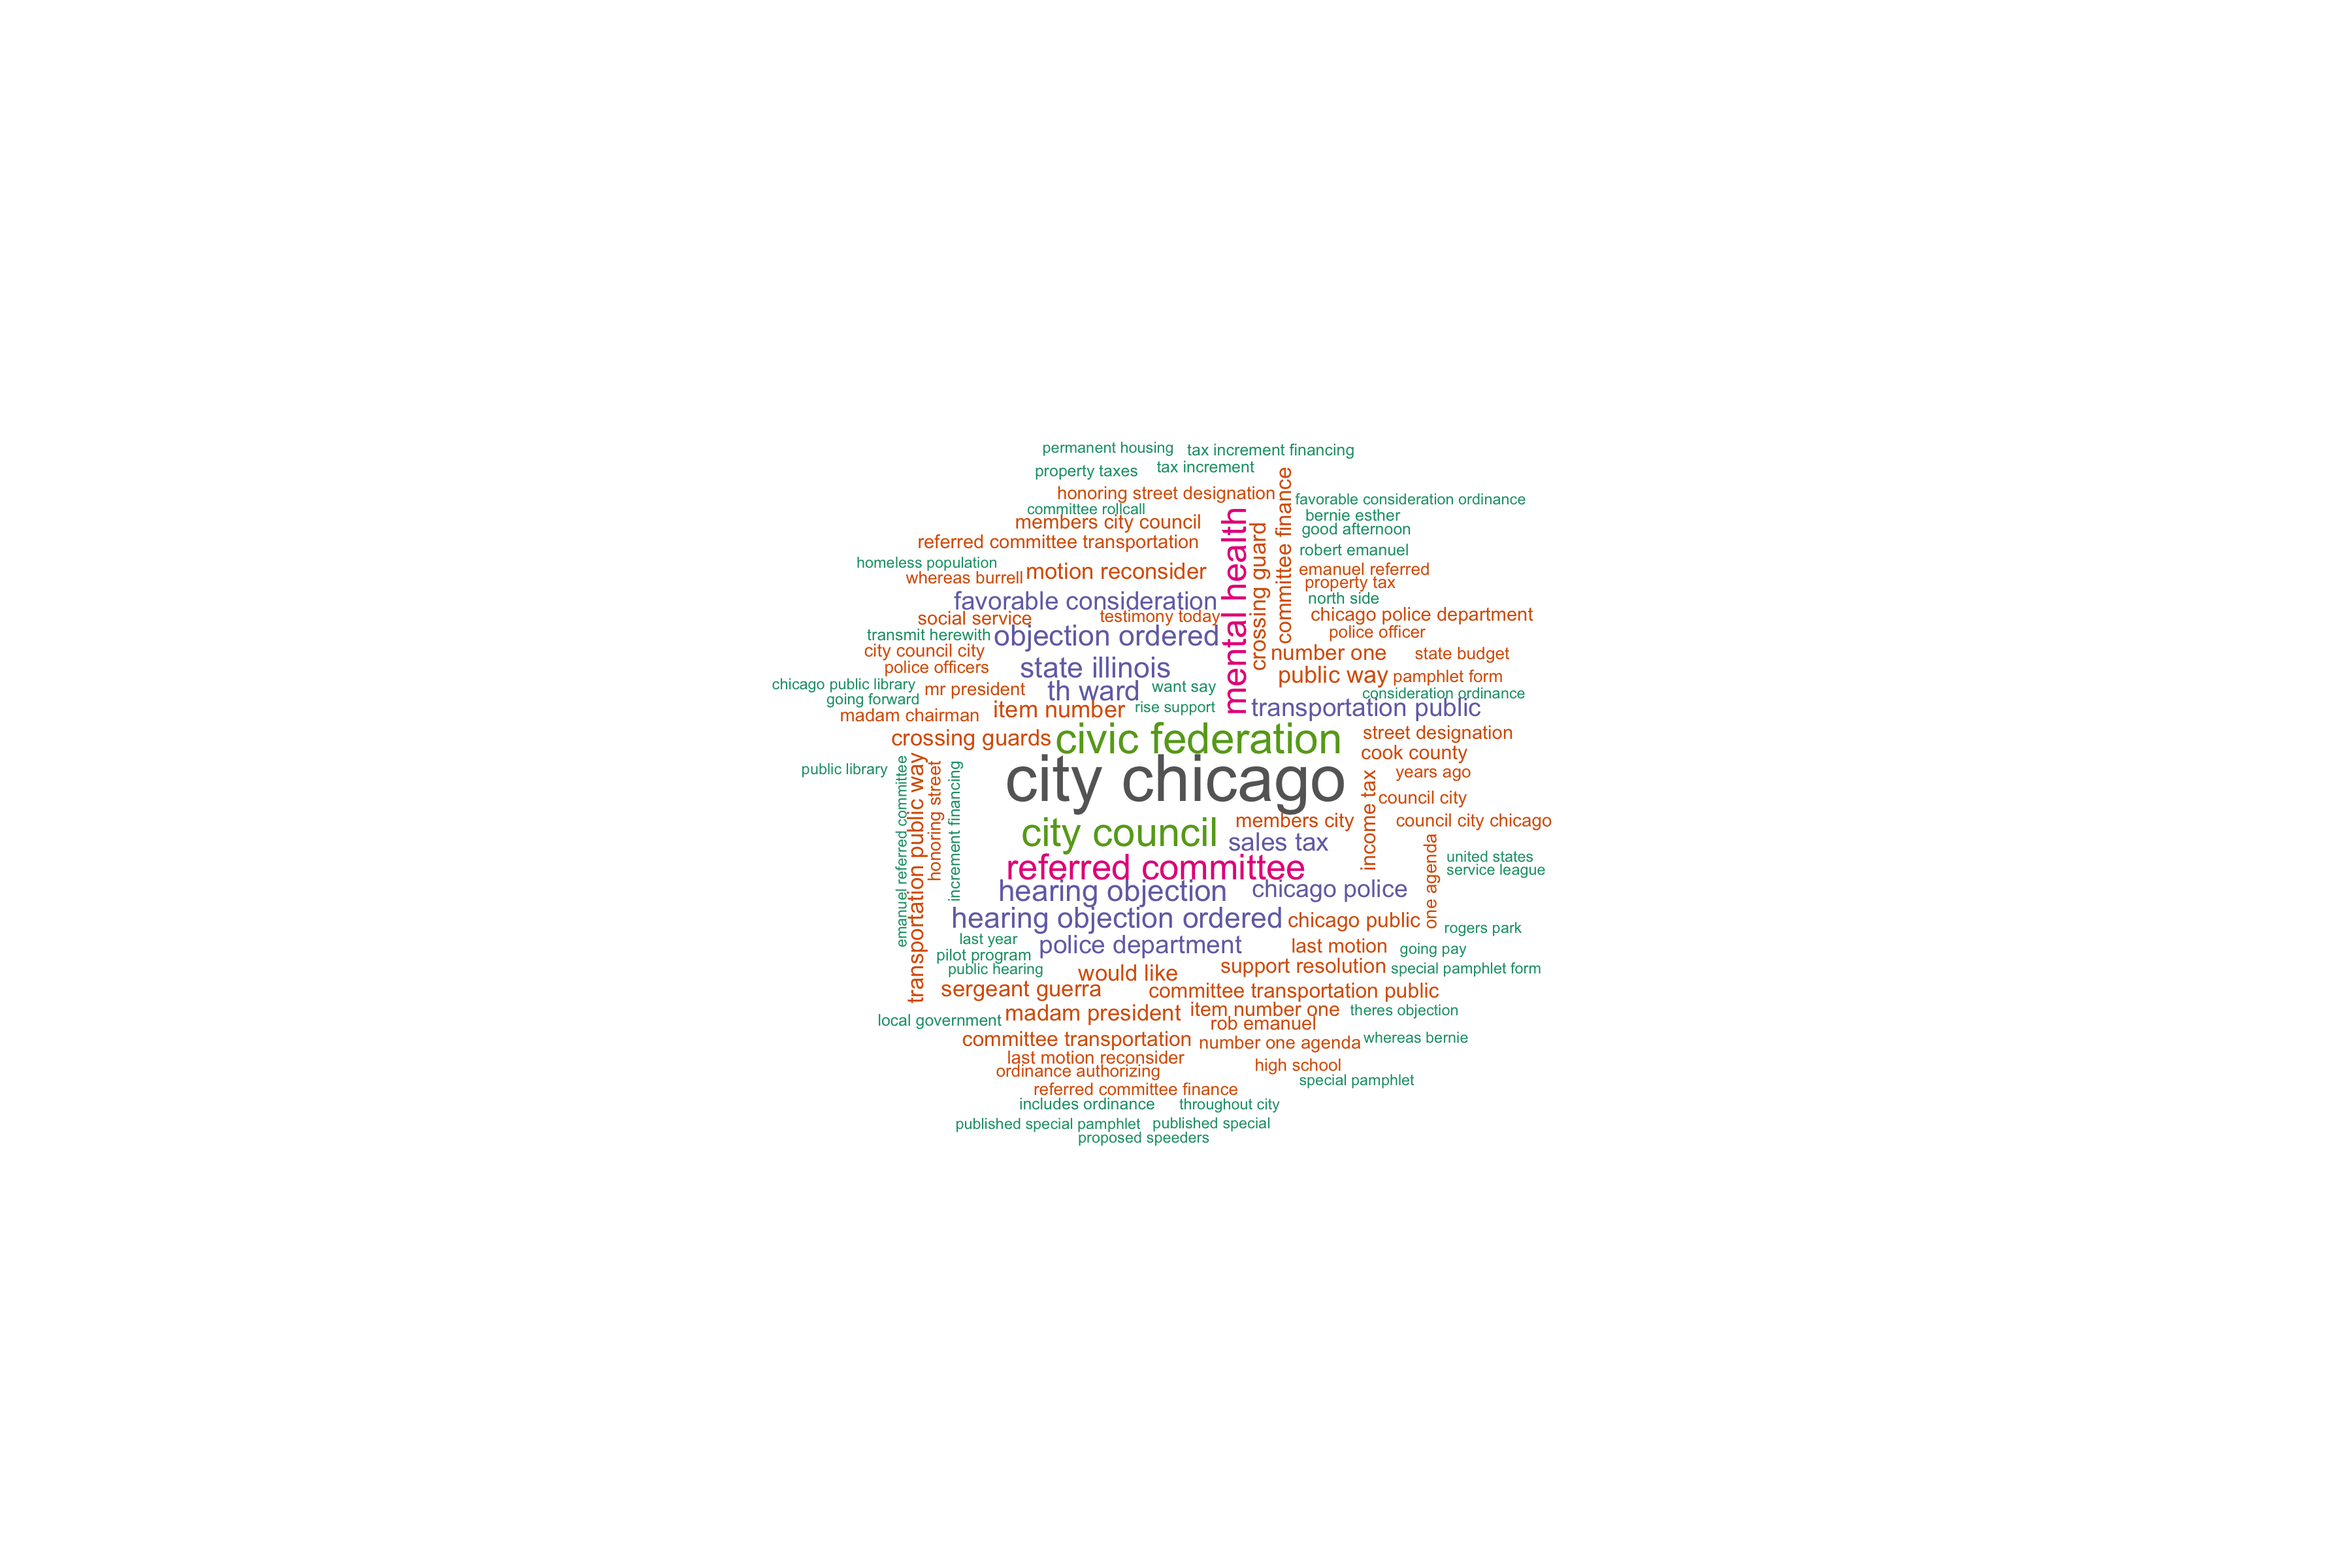 permanent housing
tax increment financing
property taxes
tax increment
honoring street designation
committee finance
favorable consideration ordinance
committee rollcall
bernie esther
members city council
mental health
crossing guard
good afternoon
referred committee transportation
robert emanuel
homeless population
whereas burrell
motion reconsider
emanuel referred
property tax
favorable consideration
north side
social service
testimony today
chicago police department
transmit herewith
objection ordered
police officer
city council city
number one
state budget
police officers
state illinois
public way
pamphlet form
chicago public library
mr president
th ward
want say
consideration ordinance
going forward
madam chairman
item number
rise support
transportation public
crossing guards
civic federation
street designation
cook county
public library
emanuel referred committee
transportation public way
honoring street
increment financing
city chicago
income tax
years ago
council city
city council
members city
council city chicago
sales tax
one agenda
united states
service league
referred committee
hearing objection
chicago police
hearing objection ordered
chicago public
rogers park
last year
police department
last motion
going pay
pilot program
public hearing
would like
support resolution
special pamphlet form
sergeant guerra
committee transportation public
local government
madam president
item number one
theres objection
rob emanuel
committee transportation
number one agenda
whereas bernie
last motion reconsider
ordinance authorizing
high school
special pamphlet
referred committee finance
includes ordinance
throughout city
published special pamphlet
published special
proposed speeders